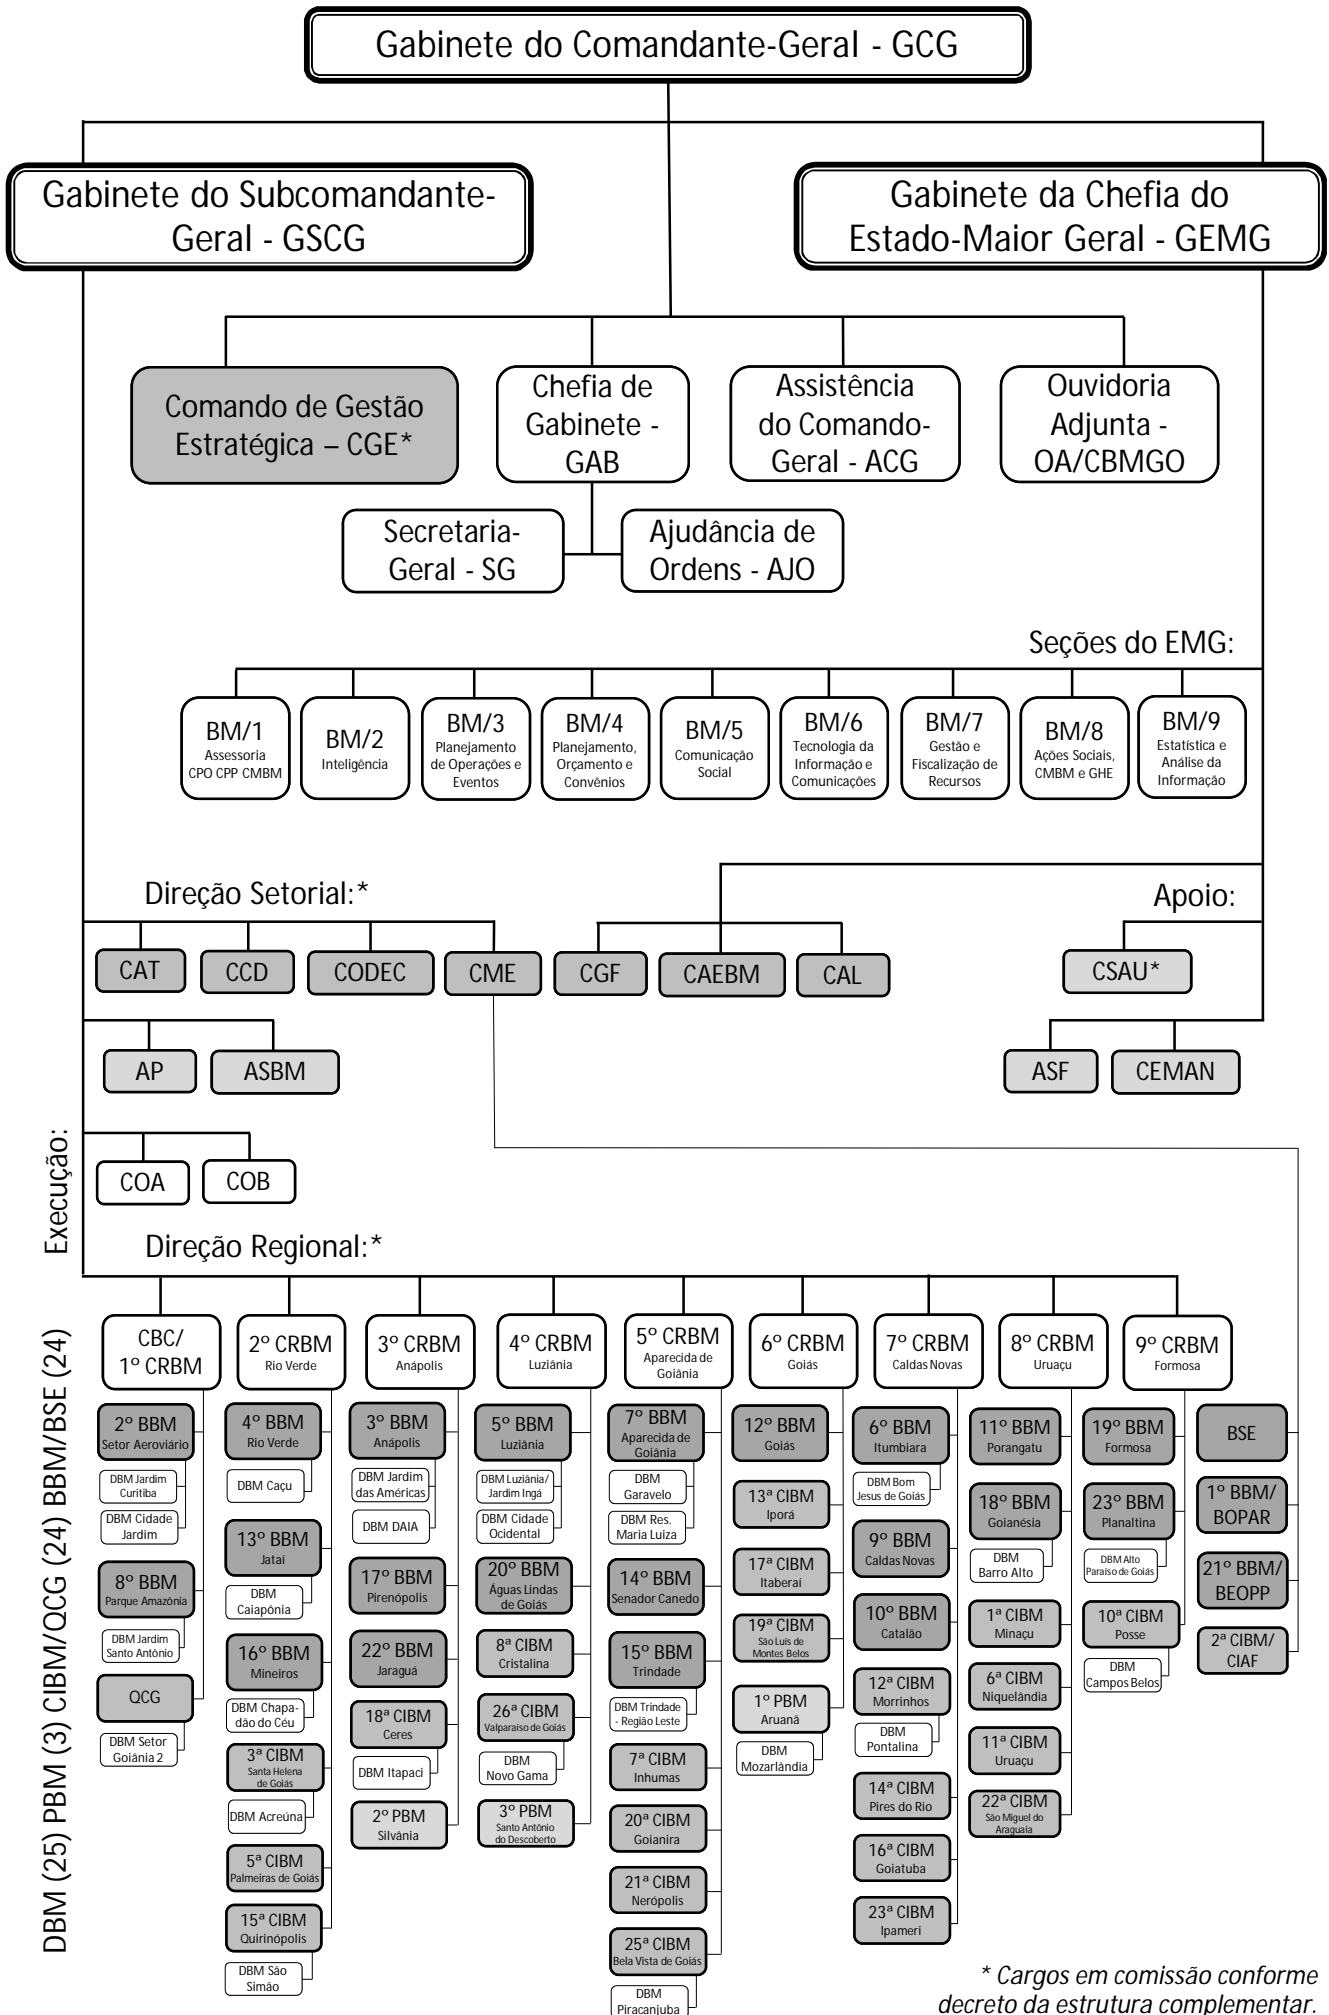 Gabinete do Comandante-Geral - GCG
Gabinete do Subcomandante-
Geral - GSCG
Gabinete da Chefia do
Estado-Maior Geral - GEMG
Comando de Gestão
Estratégica – CGE*
Chefia de
Gabinete -
GAB
Assistência
do Comando-
Geral - ACG
Ouvidoria
Adjunta -
OA/CBMGO
Secretaria-
Geral - SG
Ajudância de
Ordens - AJO
Seções do EMG:
BM/1
Assessoria
CPO CPP CMBM
BM/2
Inteligência
BM/3
Planejamento
de Operações e
Eventos
BM/4
Planejamento,
Orçamento e
Convênios
BM/5
Comunicação
Social
BM/6
Tecnologia da
Informação e
Comunicações
BM/7
Gestão e
Fiscalização de
Recursos
BM/8
Ações Sociais,
CMBM e GHE
BM/9
Estatística e
Análise da
Informação
Direção Setorial:*
Apoio:
CAT
CCD
CODEC
CME
CGF
CAEBM
CAL
CSAU*
AP
ASBM
ASF
CEMAN
Execução:
COA
COB
Direção Regional:*
DBM (25) PBM (3) CIBM/QCG (24) BBM/BSE (24)
CBC/
1º CRBM
2º BBM
Setor Aeroviário
DBM Jardim
Curitiba
DBM Cidade
Jardim
8º BBM
Parque Amazônia
DBM Jardim
Santo Antônio
QCG
DBM Setor
Goiânia 2
2º CRBM
Rio Verde
4º BBM
Rio Verde
DBM Caçu
13º BBM
Jataí
DBM
Caiapônia
16º BBM
Mineiros
DBM Chapa-
dão do Céu
3ª CIBM
Santa Helena
de Goiás
DBM Acreúna
5ª CIBM
Palmeiras de Goiás
15ª CIBM
Quirinópolis
DBM São
Simão
3º CRBM
Anápolis
3º BBM
Anápolis
DBM Jardim
das Américas
DBM DAIA
17º BBM
Pirenópolis
22º BBM
Jaraguá
18ª CIBM
Ceres
DBM Itapaci
2º PBM
Silvânia
4º CRBM
Luziânia
5º BBM
Luziânia
DBM Luziânia/
Jardim Ingá
DBM Cidade
Ocidental
20º BBM
Águas Lindas
de Goiás
8ª CIBM
Cristalina
26ª CIBM
Valparaíso de Goiás
DBM
Novo Gama
3º PBM
Santo Antônio
do Descoberto
5º CRBM
Aparecida de
Goiânia
7º BBM
Aparecida de
Goiânia
DBM
Garavelo
DBM Res.
Maria Luiza
14º BBM
Senador Canedo
15º BBM
Trindade
DBM Trindade
- Região Leste
7ª CIBM
Inhumas
20ª CIBM
Goianira
21ª CIBM
Nerópolis
25ª CIBM
Bela Vista de Goiás
DBM
Piracanjuba
6º CRBM
Goiás
12º BBM
Goiás
13ª CIBM
Iporá
17ª CIBM
Itaberaí
19ª CIBM
São Luís de
Montes Belos
1º PBM
Aruanã
DBM
Mozarlândia
7º CRBM
Caldas Novas
6º BBM
Itumbiara
DBM Bom
Jesus de Goiás
9º BBM
Caldas Novas
10º BBM
Catalão
12ª CIBM
Morrinhos
DBM
Pontalina
14ª CIBM
Pires do Rio
16ª CIBM
Goiatuba
23ª CIBM
Ipameri
8º CRBM
Uruaçu
11º BBM
Porangatu
18º BBM
Goianésia
DBM
Barro Alto
1ª CIBM
Minaçu
6ª CIBM
Niquelândia
11ª CIBM
Uruaçu
22ª CIBM
São Miguel do
Araguaia
9º CRBM
Formosa
19º BBM
Formosa
23º BBM
Planaltina
DBM Alto
Paraíso de Goiás
10ª CIBM
Posse
DBM
Campos Belos
BSE
1º BBM/
BOPAR
21º BBM/
BEOPP
2ª CIBM/
CIAF
* Cargos em comissão conforme
decreto da estrutura complementar.